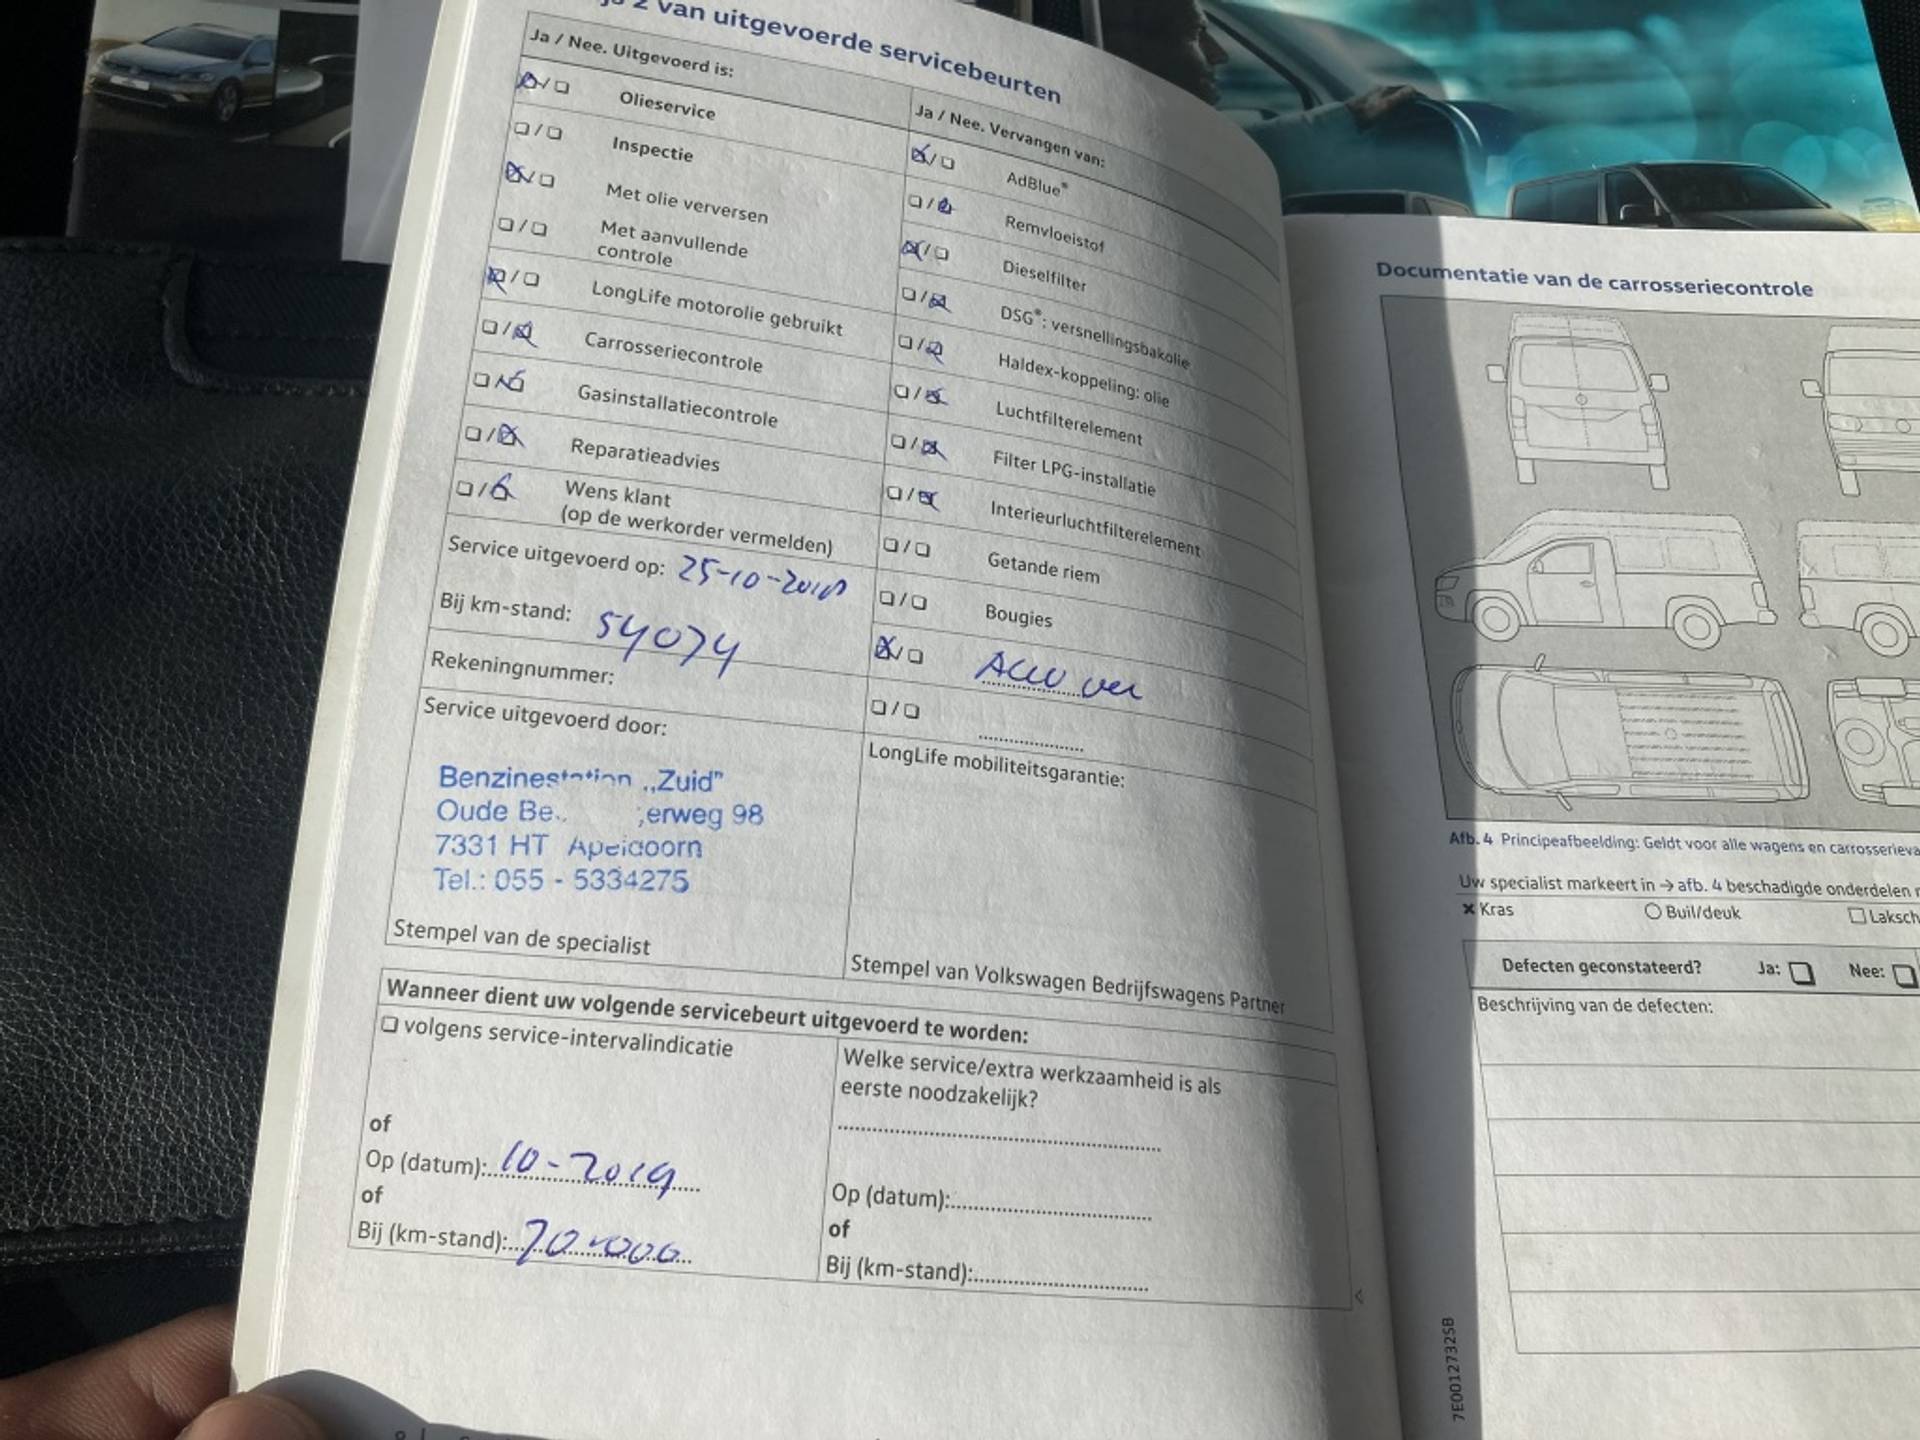 2 van uitgevoerde servicebeurten
Ja / Nee. Uitgevoerd is:
Olieservice
Inspectie
Met olie verversen
Met aanvullende
controle
LongLife motorolie gebruikt
Carrosseriecontrole
Gasinstallatiecontrole
Reparatieadvies
Wens klant
(op de werkorder vermelden)
Service uitgevoerd op: 25-10-2018
Bij km-stand: 54074
Rekeningnummer:
Service uitgevoerd door:
Benzinestation „Zuid”
Oude erweg 98
7331 HT Apeldoorn
Tel.: 055 - 5334275
Stempel van de specialist
Ja / Nee. Vervangen van:
AdBlue®
Remvloeistof
Dieselfilter
DSG®: versnellingsbakolie
Haldex-koppeling: olie
Luchtfilterelement
Filter LPG-installatie
Interieurluchtfilterelement
Getande riem
Bougies
Accu ver
LongLife mobiliteitsgarantie:
Stempel van Volkswagen Bedrijfswagens Partner
Wanneer dient uw volgende servicebeurt uitgevoerd te worden:
volgens service-intervalindicatie
of
Op (datum): 10-2019
of
Bij (km-stand): 70.000
Welke service/extra werkzaamheid is als
eerste noodzakelijk?
Op (datum):
of
Bij (km-stand):
Documentatie van de carrosseriecontrole
Afb. 4 Principeafbeelding: Geldt voor alle wagens en carrosserieva
Uw specialist markeert in → afb. 4 beschadigde onderdelen
× Kras Buil/deuk Laksch
Defecten geconstateerd? Ja: Nee:
Beschrijving van de defecten:
7E0012732SB